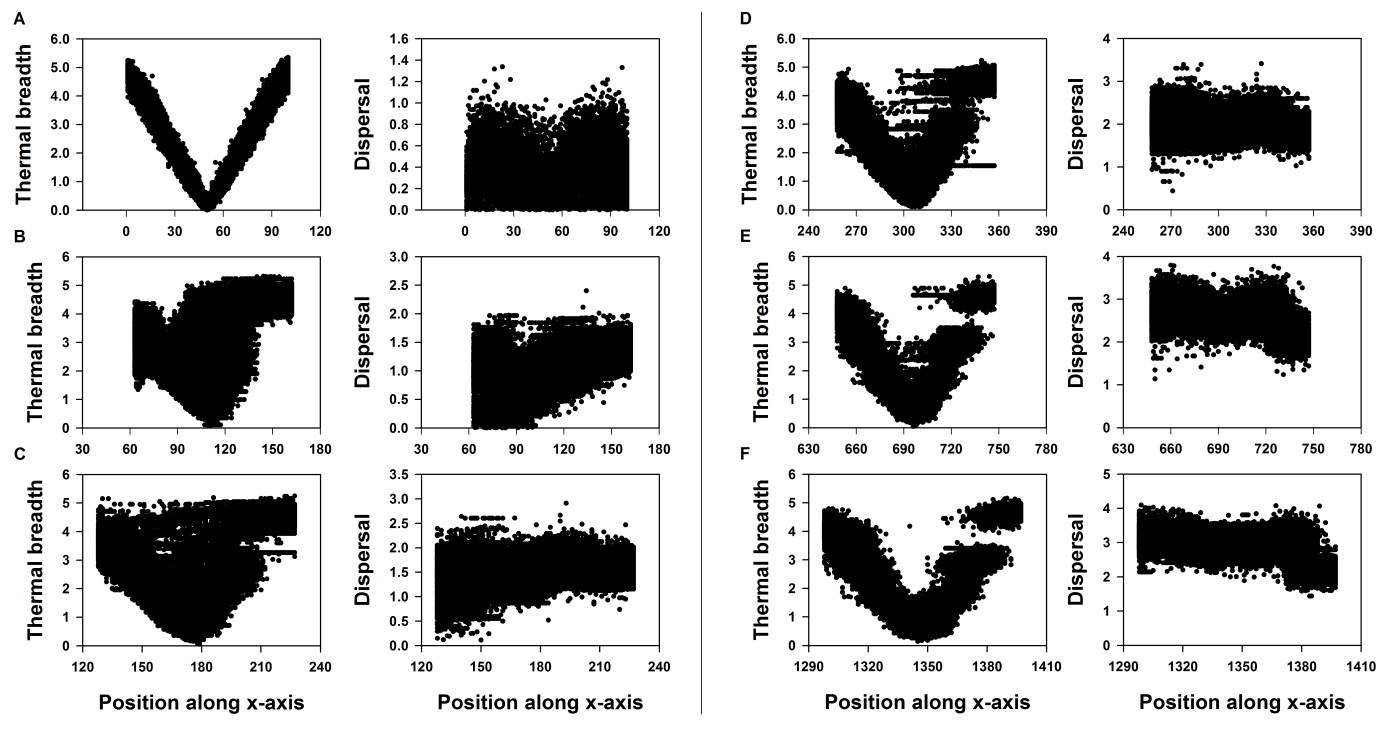 A
Thermal breadth
6.0
5.0
4.0
3.0
2.0
1.0
0.0
0 30 60 90 120
Dispersal
1.6
1.4
1.2
1.0
0.8
0.6
0.4
0.2
0.0
0 30 60 90 120
B
Thermal breadth
6
5
4
3
2
1
0
30 60 90 120 150 180
Dispersal
3.0
2.5
2.0
1.5
1.0
0.5
0.0
30 60 90 120 150 180
C
Thermal breadth
6
5
4
3
2
1
0
120 150 180 210 240
Position along x-axis
Dispersal
3.5
3.0
2.5
2.0
1.5
1.0
0.5
0.0
120 150 180 210 240
Position along x-axis
D
Thermal breadth
6.0
5.0
4.0
3.0
2.0
1.0
0.0
240 270 300 330 360 390
Dispersal
4
3
2
1
0
240 270 300 330 360 390
E
Thermal breadth
6
5
4
3
2
1
0
630 660 690 720 750 780
Dispersal
4
3
2
1
0
630 660 690 720 750 780
F
Thermal breadth
6
5
4
3
2
1
0
1290 1320 1350 1380 1410
Position along x-axis
Dispersal
5
4
3
2
1
0
1290 1320 1350 1380 1410
Position along x-axis